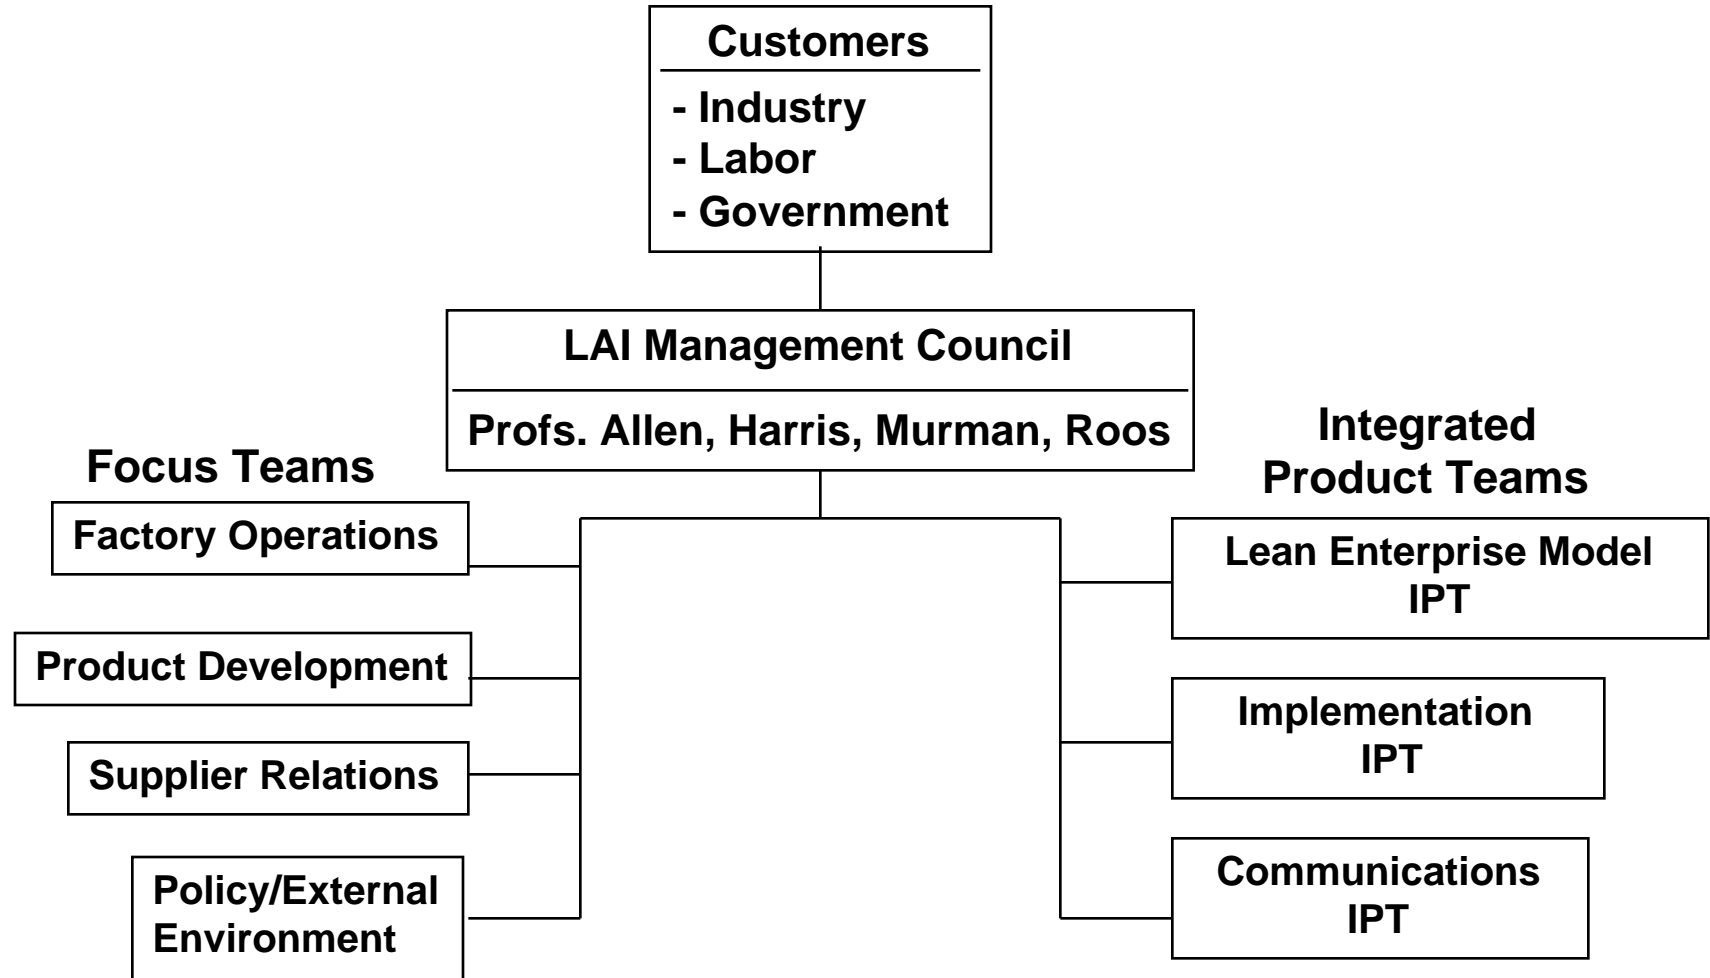 Customers
- Industry
- Labor
- Government
LAI Management Council
Profs. Allen, Harris, Murman, Roos
Focus Teams
Factory Operations
Product Development
Supplier Relations
Policy/External
Environment
Integrated
Product Teams
Lean Enterprise Model
IPT
Implementation
IPT
Communications
IPT